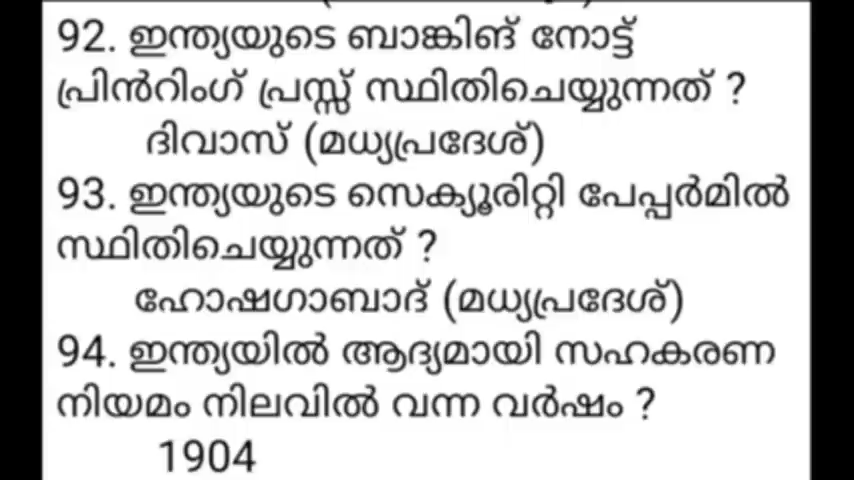 92. ഇന്ത്യയുടെ ബാങ്കിങ് നോട്ട്
പ്രിൻറിംഗ് പ്രസ്സ് സ്ഥിതിചെയ്യുന്നത് ?
ദിവാസ് (മധ്യപ്രദേശ്)
93. ഇന്ത്യയുടെ സെക്യൂരിറ്റി പേപ്പർമിൽ
സ്ഥിതിചെയ്യുന്നത് ?
ഹോഷഗാബാദ് (മധ്യപ്രദേശ്)
94. ഇന്ത്യയിൽ ആദ്യമായി സഹകരണ
നിയമം നിലവിൽ വന്ന വർഷം ?
1904